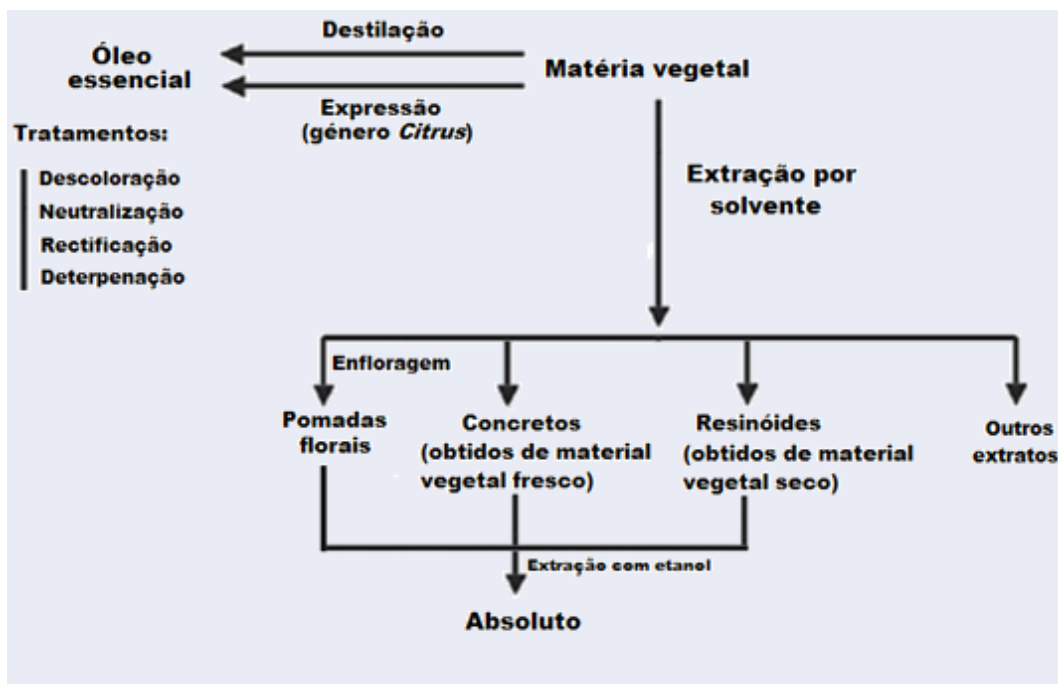 Destilação
Óleo
essencial
Matéria vegetal
Expressão
(género Citrus)
Tratamentos:
Descoloração
Neutralização
Rectificação
Deterpenação
Extração por
solvente
Enfloragem
Pomadas
florais
Concretos
(obtidos de material
vegetal fresco)
Resinóides
(obtidos de material
vegetal seco)
Outros
extratos
Extração com etanol
Absoluto